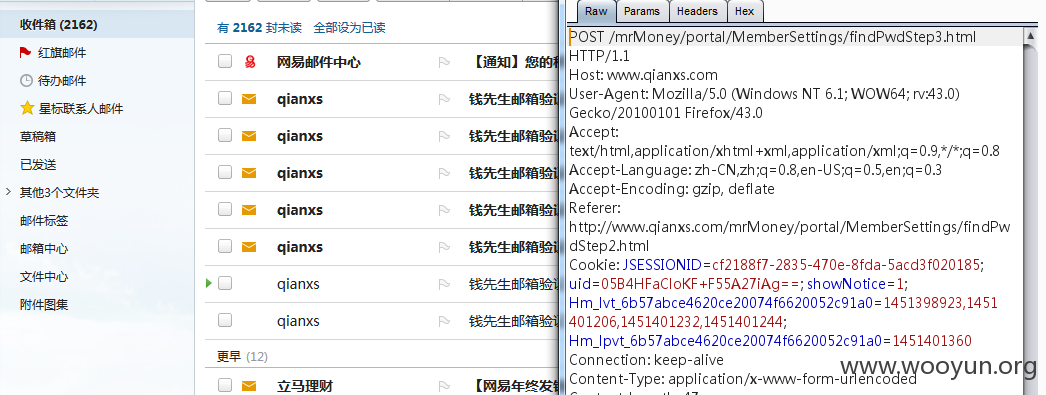 收件箱 (2162)
红旗邮件
待办邮件
星标联系人邮件
草稿箱
已发送
其他3个文件夹
邮件标签
邮箱中心
文件中心
附件图集
有 2162 封未读 全部设为已读
网易邮件中心 【通知】您的
qianxs 钱先生邮箱验
qianxs 钱先生邮箱验
qianxs 钱先生邮箱验
qianxs 钱先生邮箱验
qianxs 钱先生邮箱验
qianxs 钱先生邮箱验
qianxs 钱先生邮箱验
更早 (12)
立马理财 【网易年终发
Raw Params Headers Hex
POST /mrMoney/portal/MemberSettings/findPwdStep3.html
HTTP/1.1
Host: www.qianxs.com
User-Agent: Mozilla/5.0 (Windows NT 6.1; WOW64; rv:43.0)
Gecko/20100101 Firefox/43.0
Accept:
text/html,application/xhtml+xml,application/xml;q=0.9,*/*;q=0.8
Accept-Language: zh-CN,zh;q=0.8,en-US;q=0.5,en;q=0.3
Accept-Encoding: gzip, deflate
Referer:
http://www.qianxs.com/mrMoney/portal/MemberSettings/findPw
dStep2.html
Cookie: JSESSIONID=cf2188f7-2835-470e-8fda-5acd3f020185;
uid=05B4HFaCIoKF+F55A27iAg==; showNotice=1;
Hm_lvt_6b57abce4620ce20074f6620052c91a0=1451398923,1451
401206,1451401232,1451401244;
Hm_lpvt_6b57abce4620ce20074f6620052c91a0=1451401360
Connection: keep-alive
www.wooyun.org
Content-Type: application/x-www-form-urlencoded